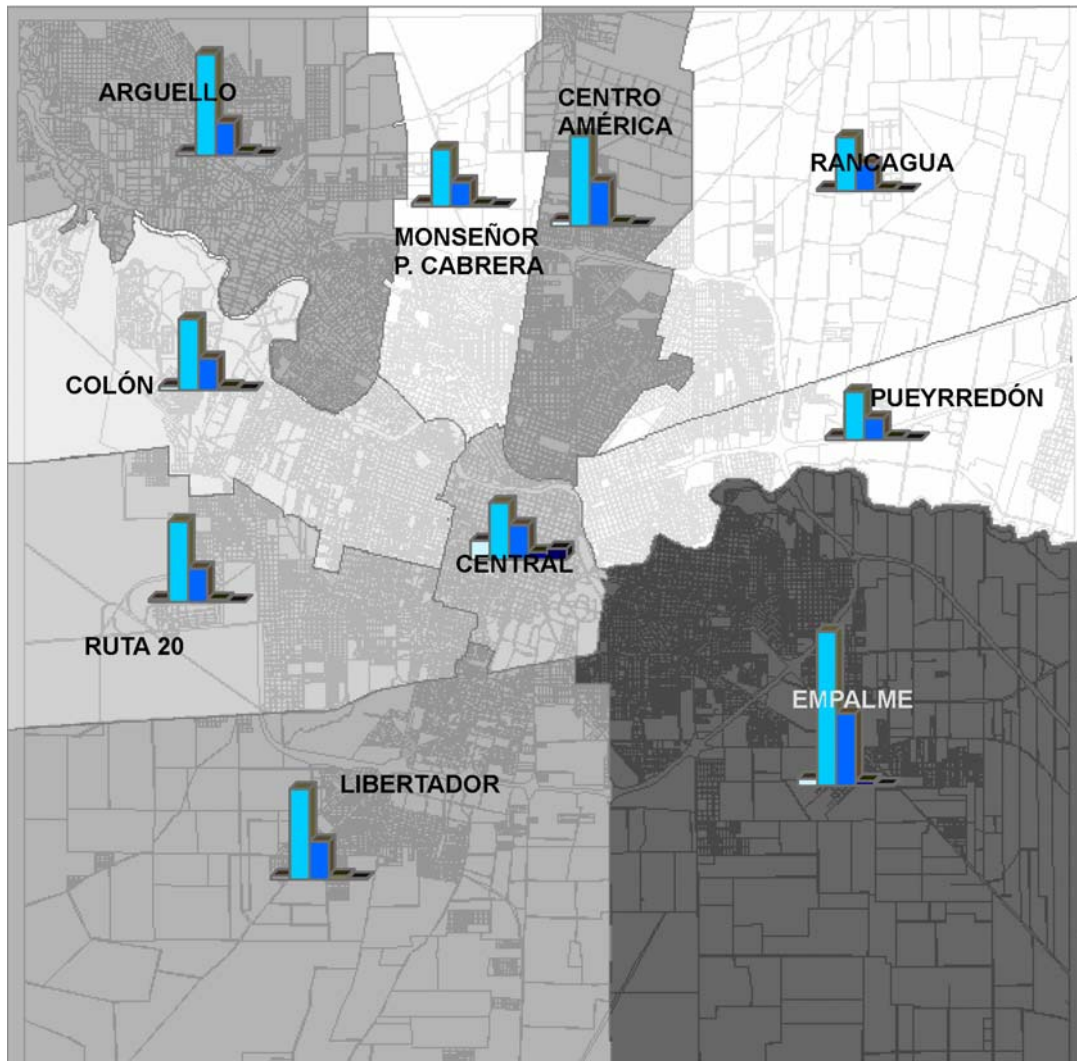 ARGUELLO
CENTRO
AMÉRICA
RANCAGUA
MONSEÑOR
P. CABRERA
COLÓN
PUEYRREDÓN
CENTRAL
RUTA 20
EMPALME
LIBERTADOR